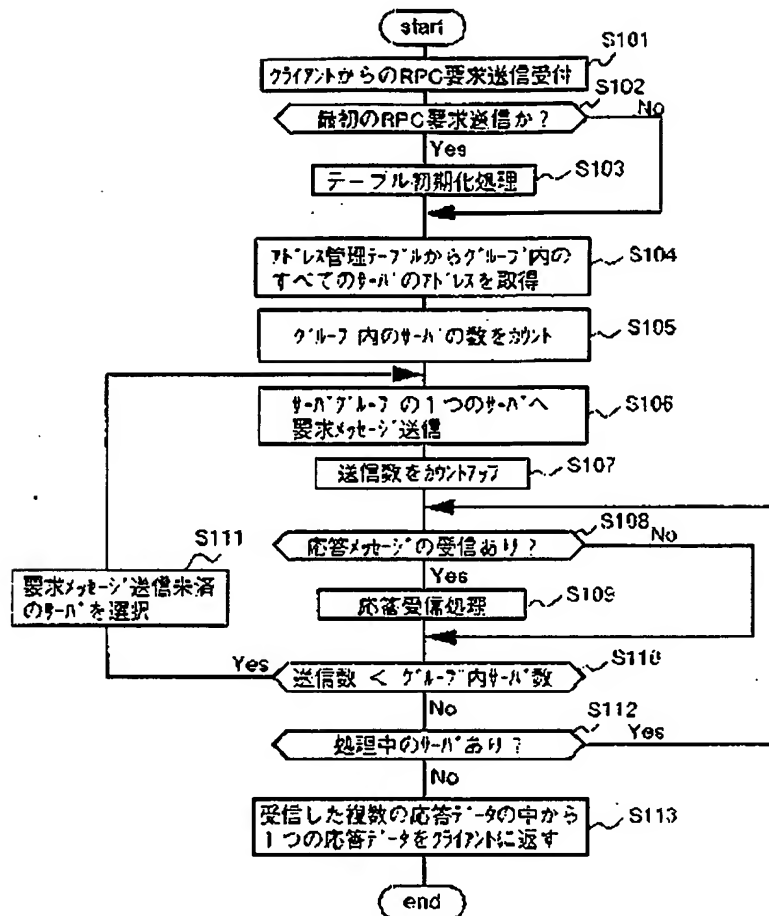 start
S101
クライアントからのRPC要求送信受付
S102
最初のRPC要求送信か?
No
Yes
テーブル初期化処理
S103
アドレス管理テーブルからグループ内の
すべてのサーバのアドレスを取得
S104
グループ内のサーバの数をカウント
S105
サーバグループの1つのサーバへ
要求メッセージ送信
S106
送信数をカウントアップ
S107
S108
応答メッセージの受信あり?
No
Yes
S111
要求メッセージ送信未済
のサーバを選択
応答受信処理
S109
S110
Yes
送信数 < グループ内サーバ数
No
S112
処理中のサーバあり?
Yes
No
受信した複数の応答データの中から
1つの応答データをクライアントに返す
S113
end